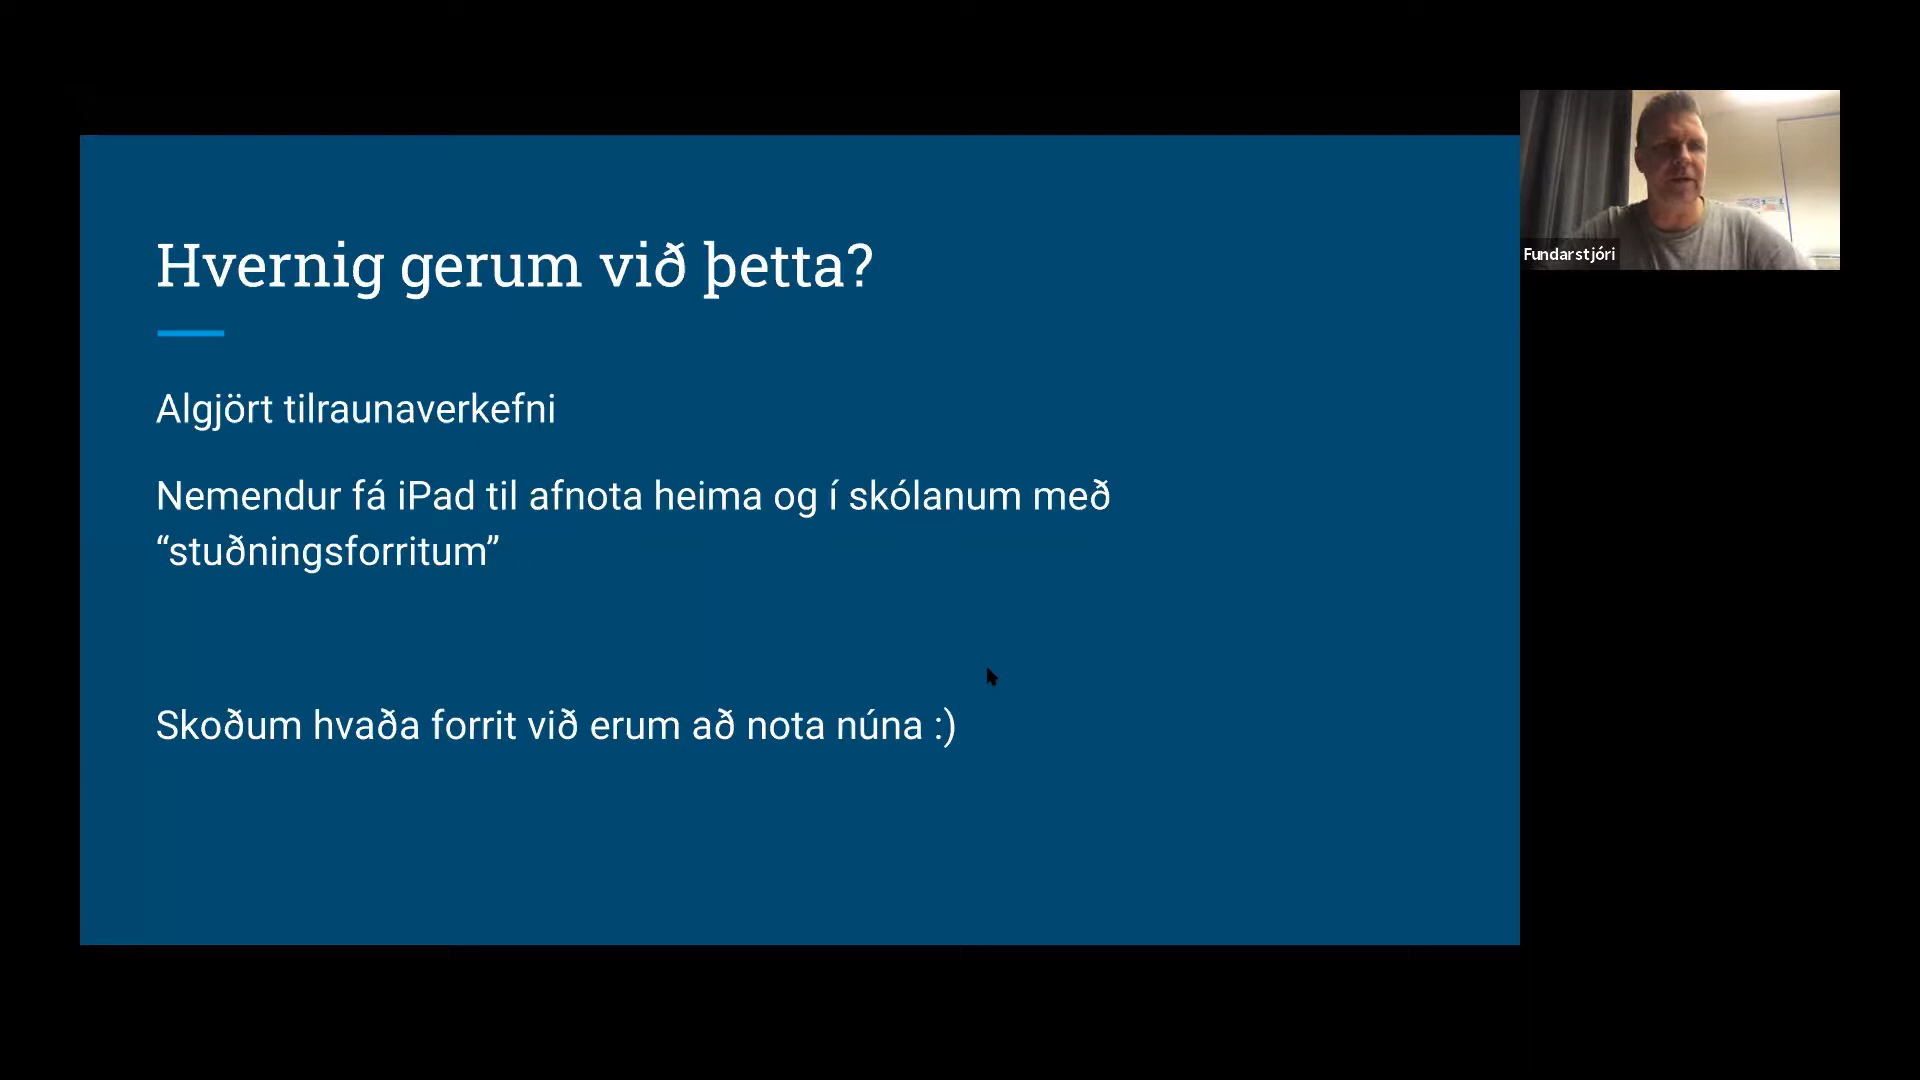 Hvernig gerum við þetta?
Algjört tilraunaverkefni
Nemendur fá iPad til afnota heima og í skólanum með
“stuðningsforritum”
Skoðum hvaða forrit við erum að nota núna :)
Fundarstjóri